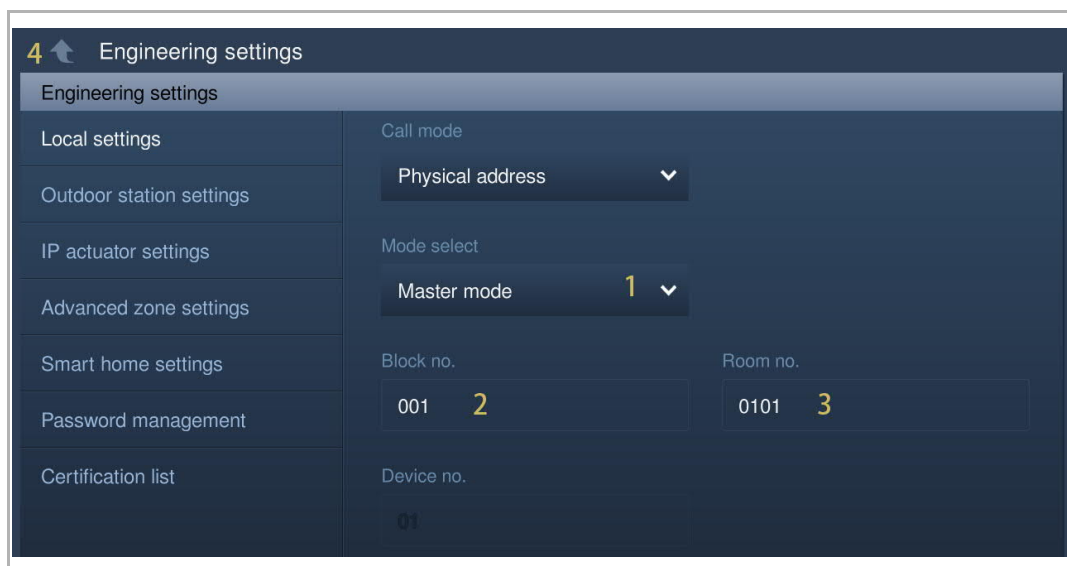 4 Engineering settings
Engineering settings
Local settings
Outdoor station settings
IP actuator settings
Advanced zone settings
Smart home settings
Password management
Certification list
Call mode
Physical address
Mode select
Master mode 1
Block no.
001 2
Room no.
0101 3
Device no.
01